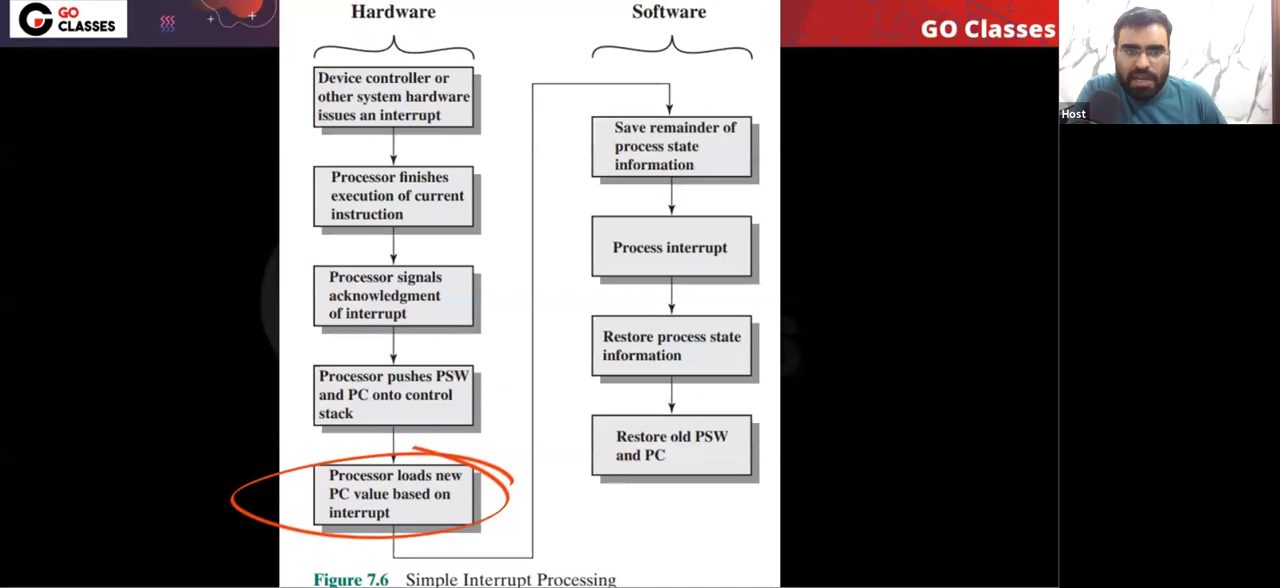 GO
CLASSES
GO Classes
Host
Hardware
Device controller or
other system hardware
issues an interrupt
Processor finishes
execution of current
instruction
Processor signals
acknowledgment
of interrupt
Processor pushes PSW
and PC onto control
stack
Processor loads new
PC value based on
interrupt
Software
Save remainder of
process state
information
Process interrupt
Restore process state
information
Restore old PSW
and PC
Figure 7.6 Simple Interrupt Processing